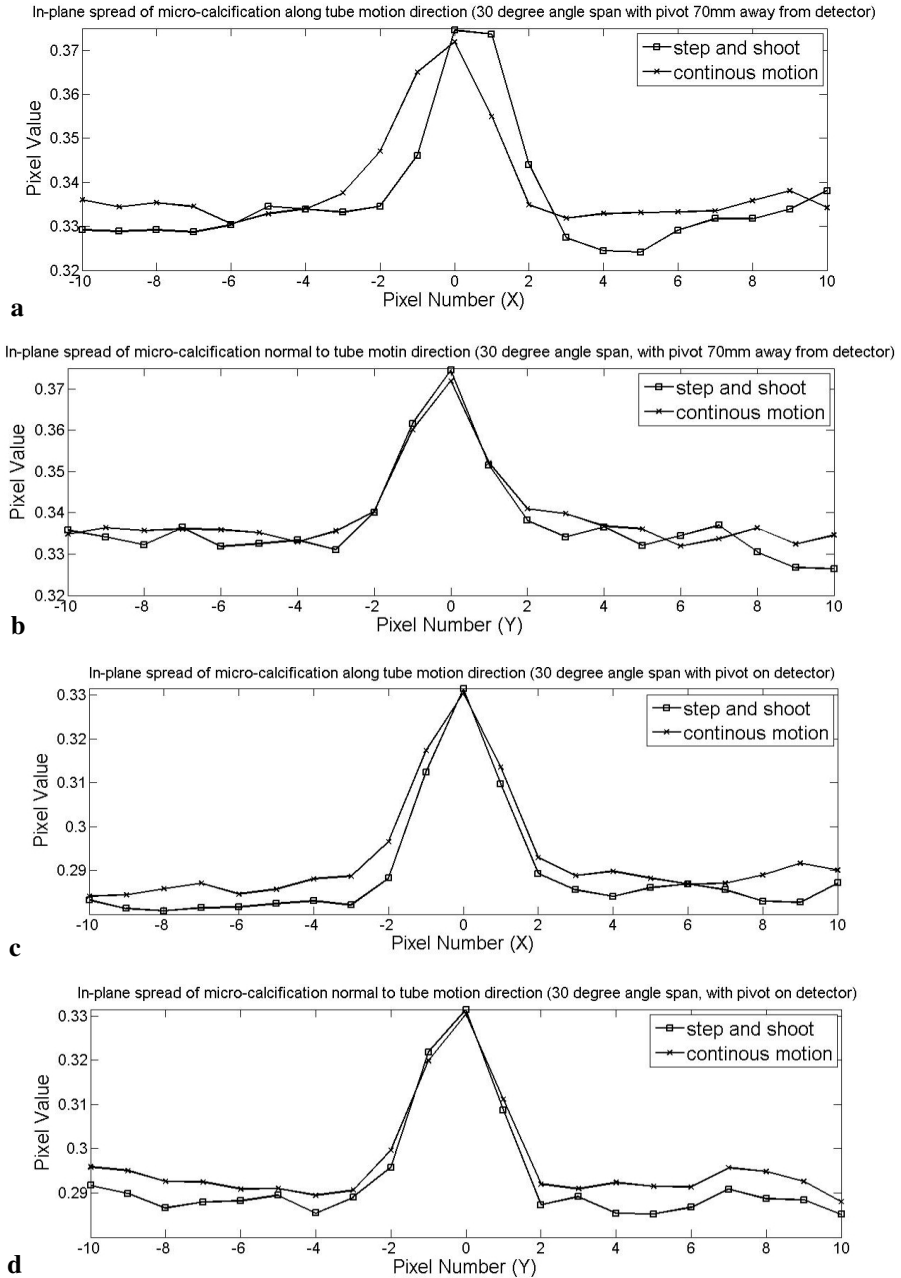 In-plane spread of micro-calcification along tube motion direction (30 degree angle span with pivot 70mm away from detector)
0.37
0.36
0.35
0.34
0.33
0.32
Pixel Value
step and shoot
continous motion
-10 -8 -6 -4 -2 0 2 4 6 8 10
Pixel Number (X)
a
In-plane spread of micro-calcification normal to tube motin direction (30 degree angle span, with pivot 70mm away from detector)
0.37
0.36
0.35
0.34
0.33
0.32
Pixel Value
step and shoot
continous motion
-10 -8 -6 -4 -2 0 2 4 6 8 10
Pixel Number (Y)
b
In-plane spread of micro-calcification along tube motion direction (30 degree angle span with pivot on detector)
0.33
0.32
0.31
0.3
0.29
Pixel Value
step and shoot
continous motion
-10 -8 -6 -4 -2 0 2 4 6 8 10
Pixel Number (X)
c
In-plane spread of micro-calcification normal to tube motion direction (30 degree angle span, with pivot on detector)
0.33
0.32
0.31
0.3
0.29
Pixel Value
step and shoot
continous motion
-10 -8 -6 -4 -2 0 2 4 6 8 10
Pixel Number (Y)
d